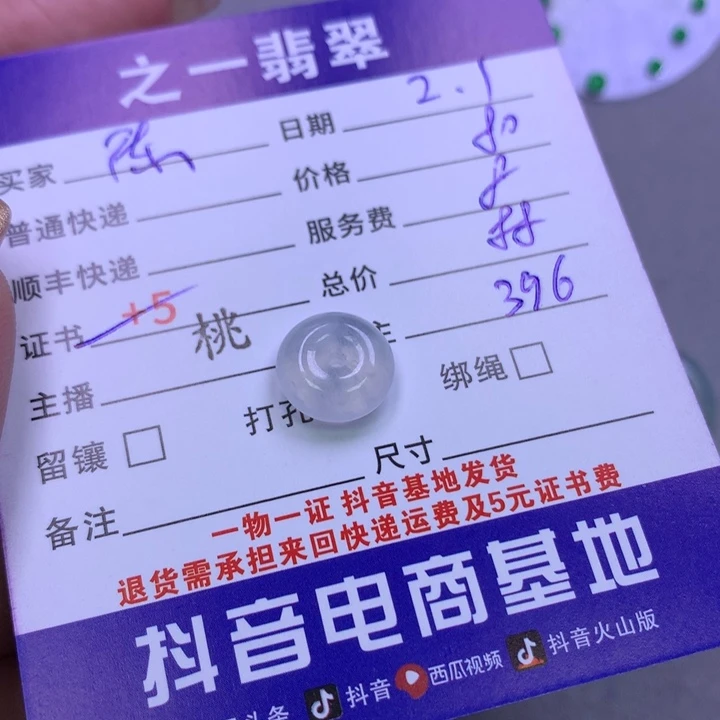 之一翡翠
买家 陈 日期 2.1
普通快递 价格
顺丰快递 服务费
证书 +5 总价 396
主播 桃 主
留镶 打孔 绑绳
备注 尺寸
一物一证 抖音基地发货
退货需承担来回快递运费及5元证书费
抖音电商基地
头条 抖音 西瓜视频 抖音火山版